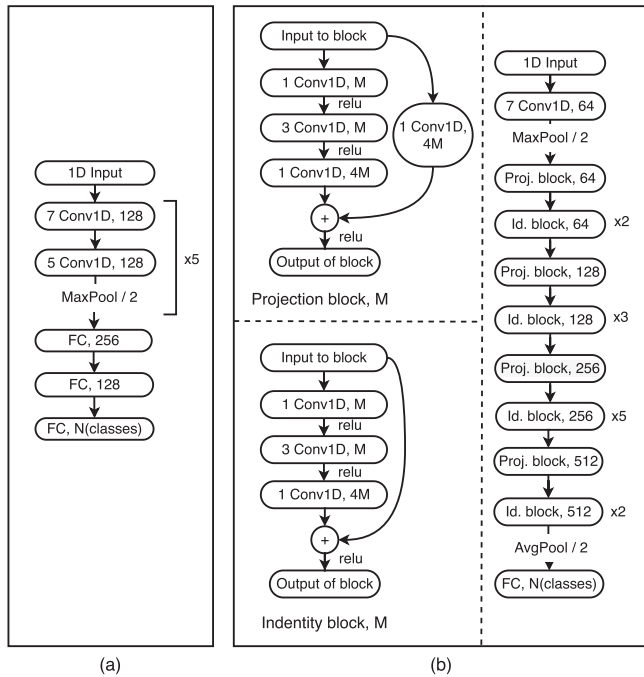 1D Input
7 Conv1D, 128
5 Conv1D, 128
x5
MaxPool / 2
FC, 256
FC, 128
FC, N(classes)
(a)
Input to block
1 Conv1D, M
relu
3 Conv1D, M
relu
1 Conv1D, 4M
1 Conv1D,
4M
+
relu
Output of block
Projection block, M
Input to block
1 Conv1D, M
relu
3 Conv1D, M
relu
1 Conv1D, 4M
+
relu
Output of block
Indentity block, M
1D Input
7 Conv1D, 64
MaxPool / 2
Proj. block, 64
Id. block, 64 x2
Proj. block, 128
Id. block, 128 x3
Proj. block, 256
Id. block, 256 x5
Proj. block, 512
Id. block, 512 x2
AvgPool / 2
FC, N(classes)
(b)